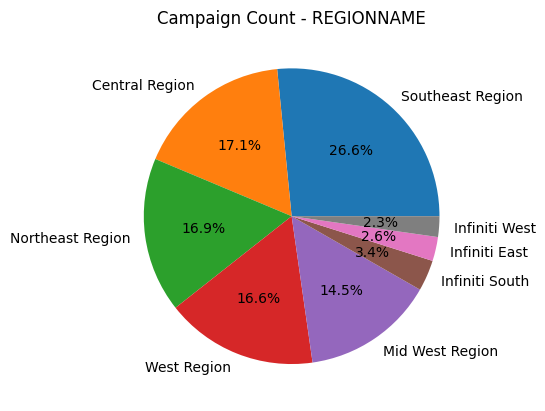 Campaign Count - REGIONNAME
Central Region
Southeast Region
17.1%
26.6%
Northeast Region
16.9%
2.3%
Infiniti West
2.6%
Infiniti East
3.4%
Infiniti South
16.6%
14.5%
West Region
Mid West Region